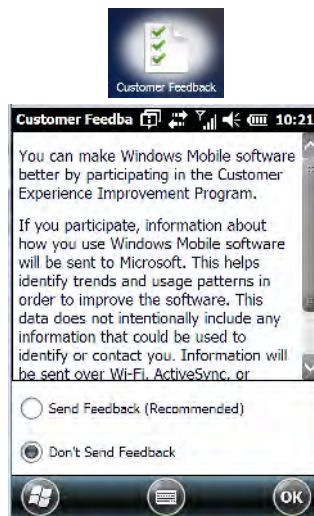 Customer Feedback
Customer Feedba 10:21
You can make Windows Mobile software
better by participating in the Customer
Experience Improvement Program.
If you participate, information about
how you use Windows Mobile software
will be sent to Microsoft. This helps
identify trends and usage patterns in
order to improve the software. This
data does not intentionally include any
information that could be used to
identify or contact you. Information will
be sent over Wi-Fi, ActiveSync, or
Send Feedback (Recommended)
Don't Send Feedback
OK